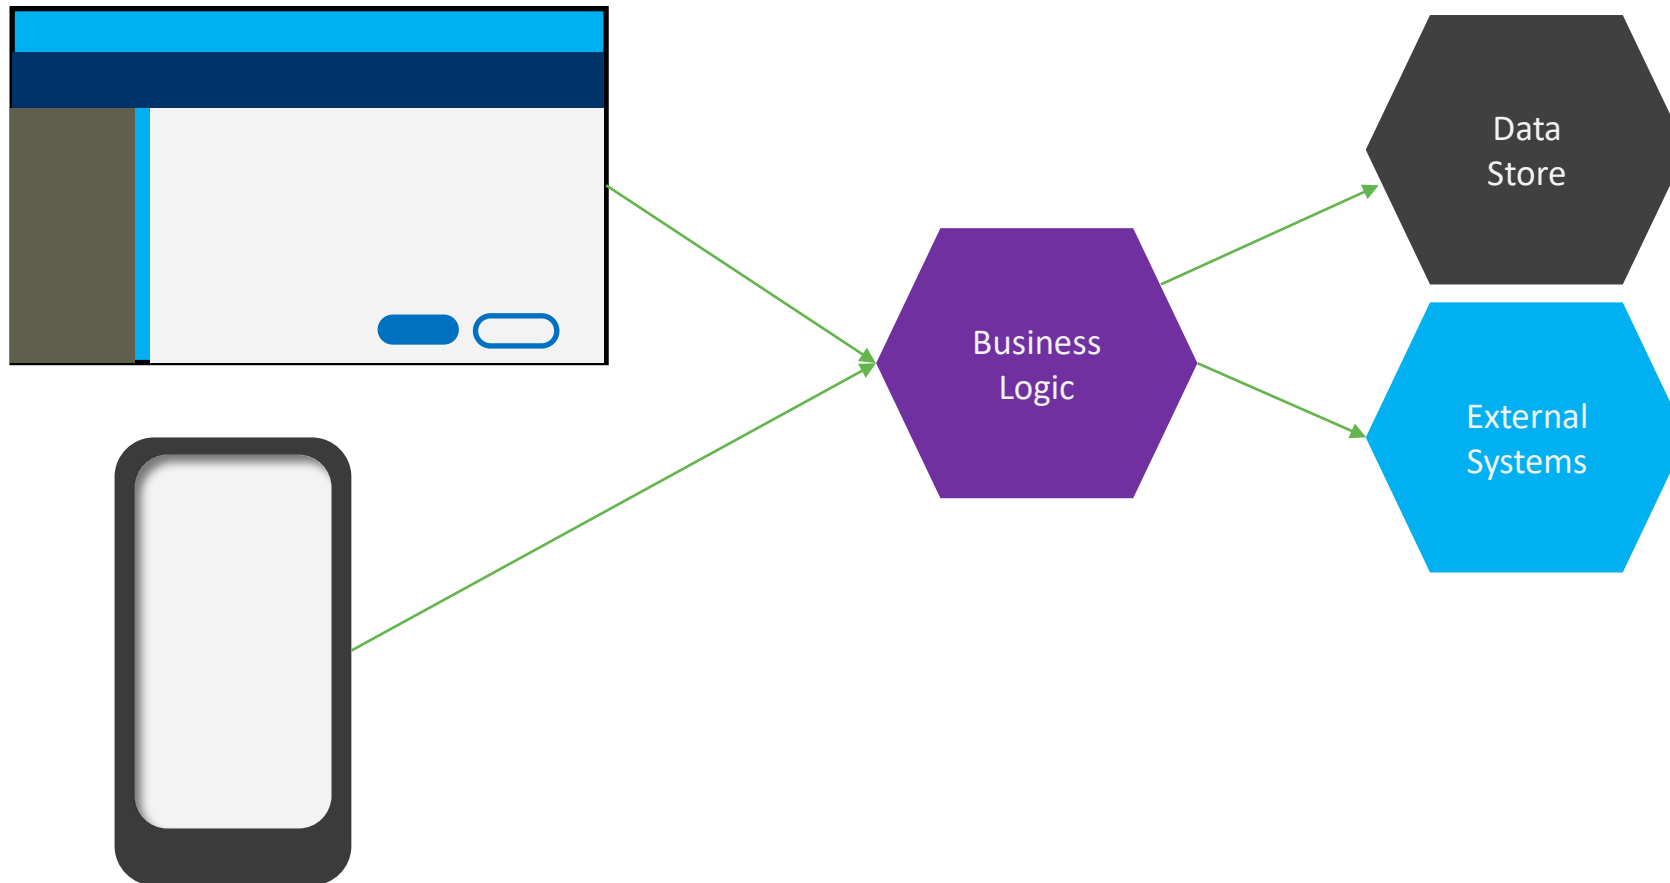 Data
Store
Business
Logic
External
Systems